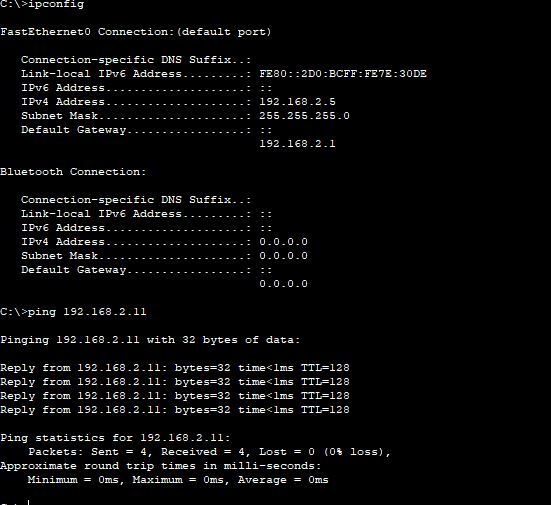 C:\>ipconfig
FastEthernet0 Connection:(default port)
Connection-specific DNS Suffix..:
Link-local IPv6 Address.........: FE80::2D0:BCFF:FE7E:30DE
IPv6 Address....................: ::
IPv4 Address....................: 192.168.2.5
Subnet Mask.....................: 255.255.255.0
Default Gateway.................: ::
192.168.2.1
Bluetooth Connection:
Connection-specific DNS Suffix..:
Link-local IPv6 Address.........: ::
IPv6 Address....................: ::
IPv4 Address....................: 0.0.0.0
Subnet Mask.....................: 0.0.0.0
Default Gateway.................: ::
0.0.0.0
C:\>ping 192.168.2.11
Pinging 192.168.2.11 with 32 bytes of data:
Reply from 192.168.2.11: bytes=32 time<1ms TTL=128
Reply from 192.168.2.11: bytes=32 time<1ms TTL=128
Reply from 192.168.2.11: bytes=32 time<1ms TTL=128
Reply from 192.168.2.11: bytes=32 time<1ms TTL=128
Ping statistics for 192.168.2.11:
Packets: Sent = 4, Received = 4, Lost = 0 (0% loss),
Approximate round trip times in milli-seconds:
Minimum = 0ms, Maximum = 0ms, Average = 0ms